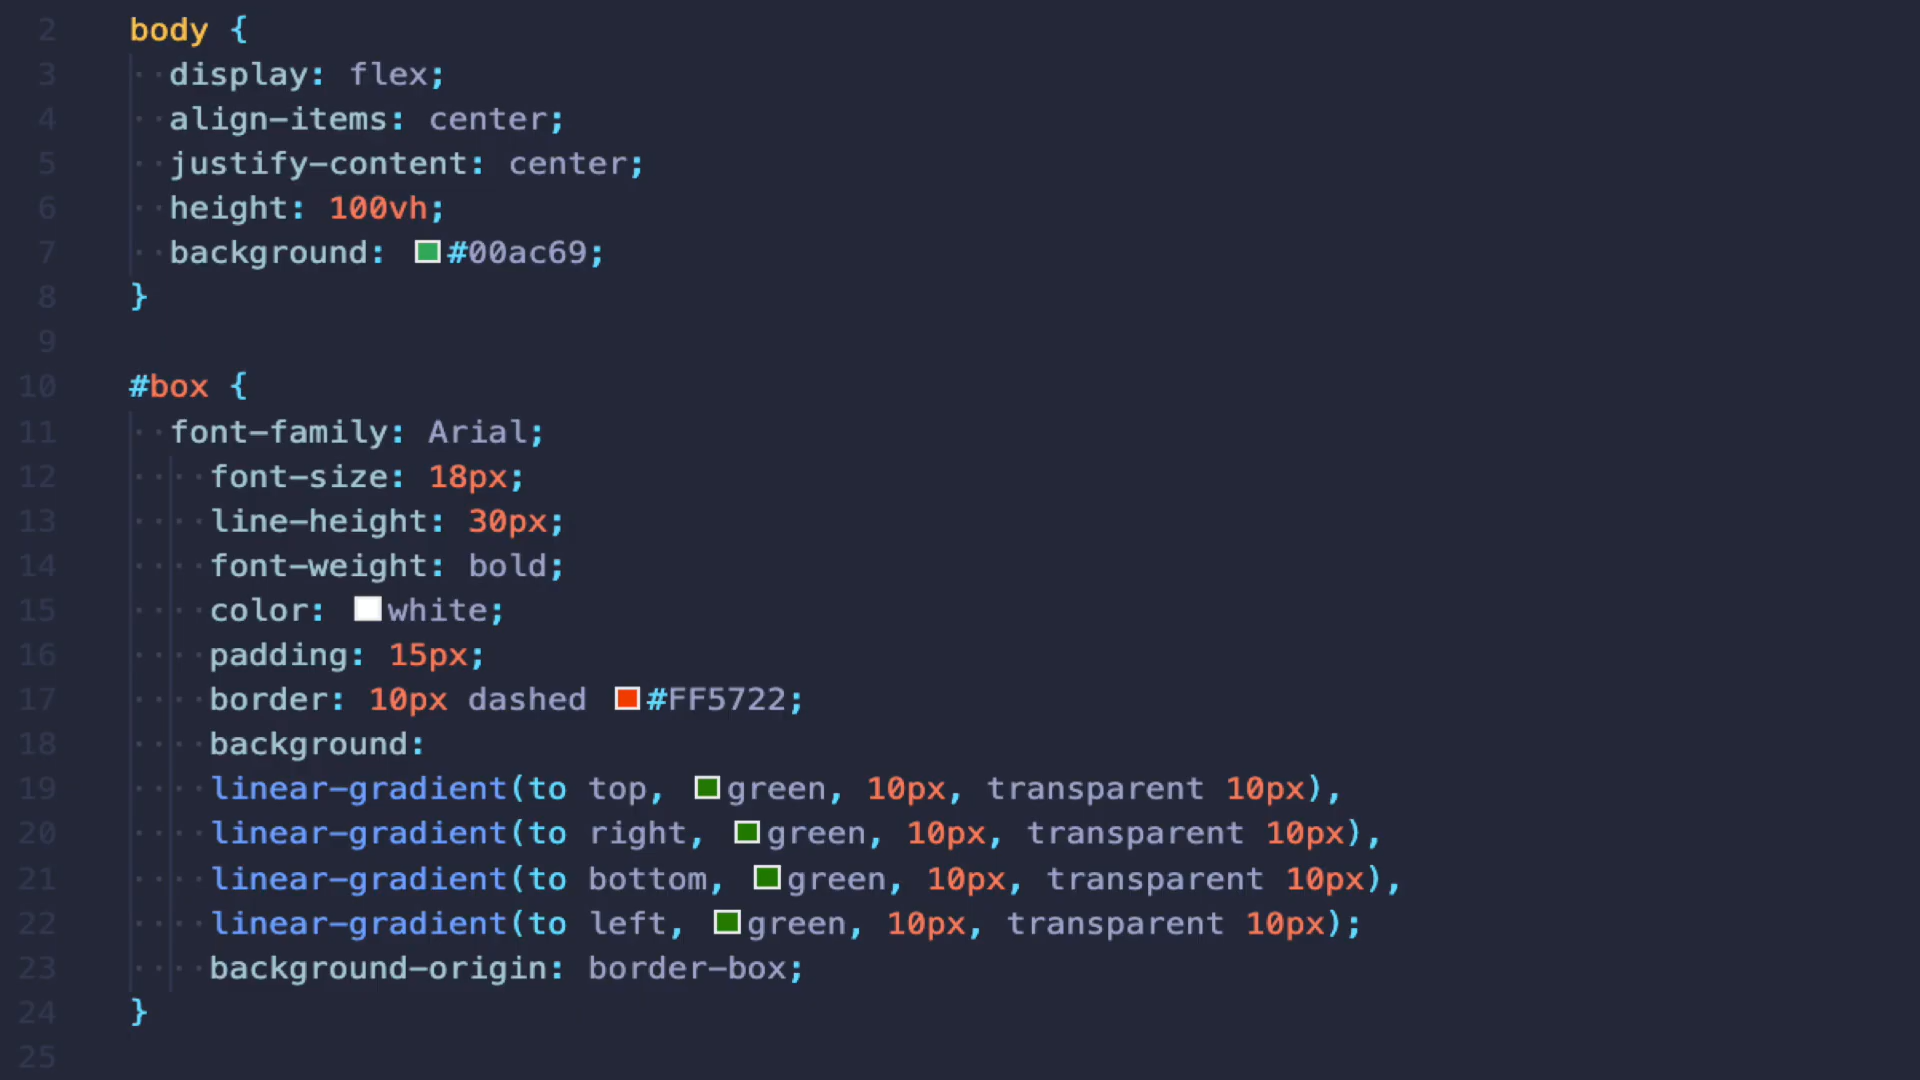 2 body {
3 display: flex;
4 align-items: center;
5 justify-content: center;
6 height: 100vh;
7 background: #00ac69;
8 }
9
10 #box {
11 font-family: Arial;
12 font-size: 18px;
13 line-height: 30px;
14 font-weight: bold;
15 color: white;
16 padding: 15px;
17 border: 10px dashed #FF5722;
18 background:
19 linear-gradient(to top, green, 10px, transparent 10px),
20 linear-gradient(to right, green, 10px, transparent 10px),
21 linear-gradient(to bottom, green, 10px, transparent 10px),
22 linear-gradient(to left, green, 10px, transparent 10px);
23 background-origin: border-box;
24 }
25